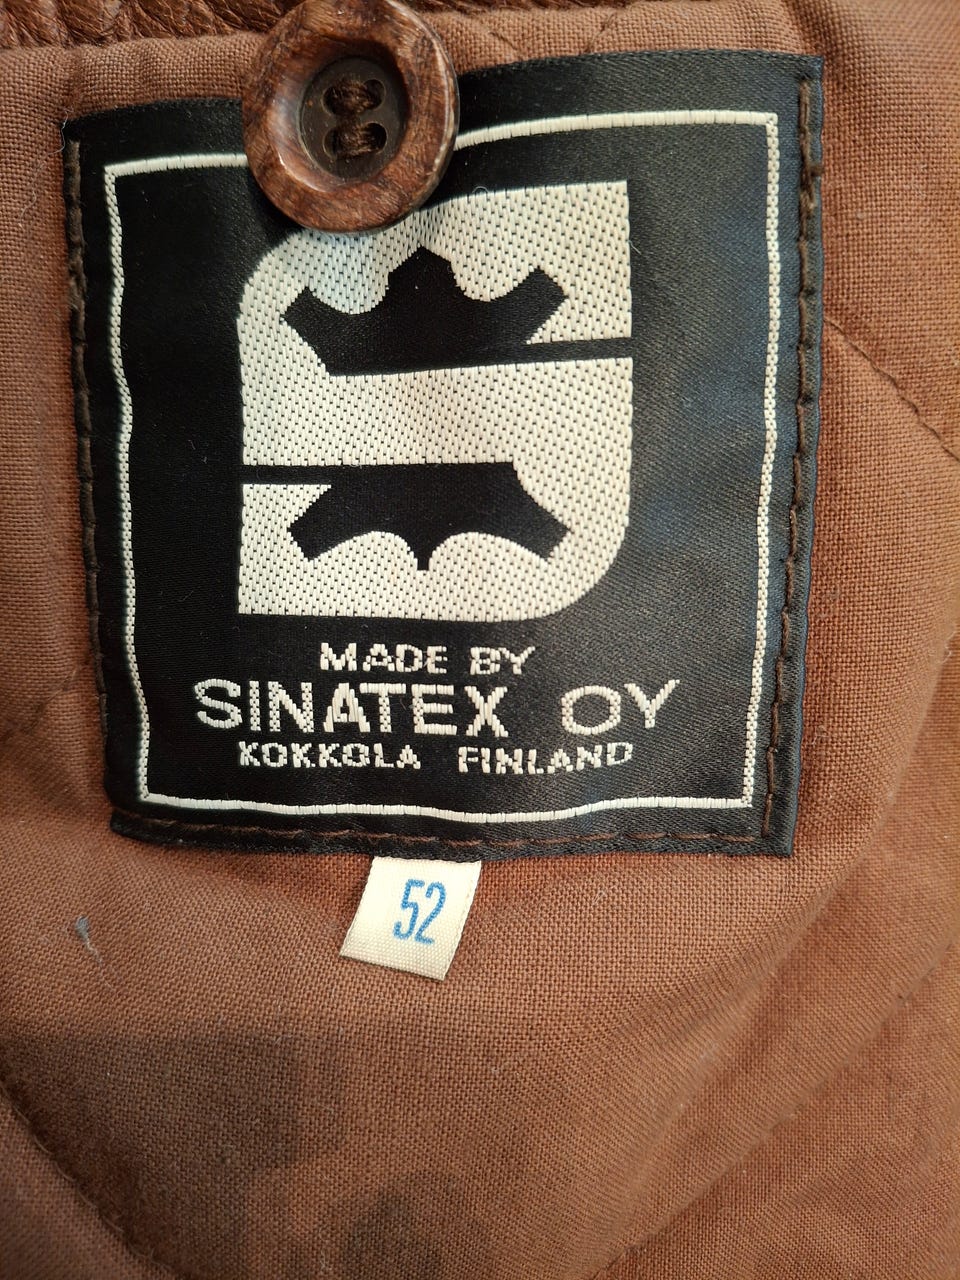 MADE BY
SINATEX OY
KOKKOLA FINLAND
52